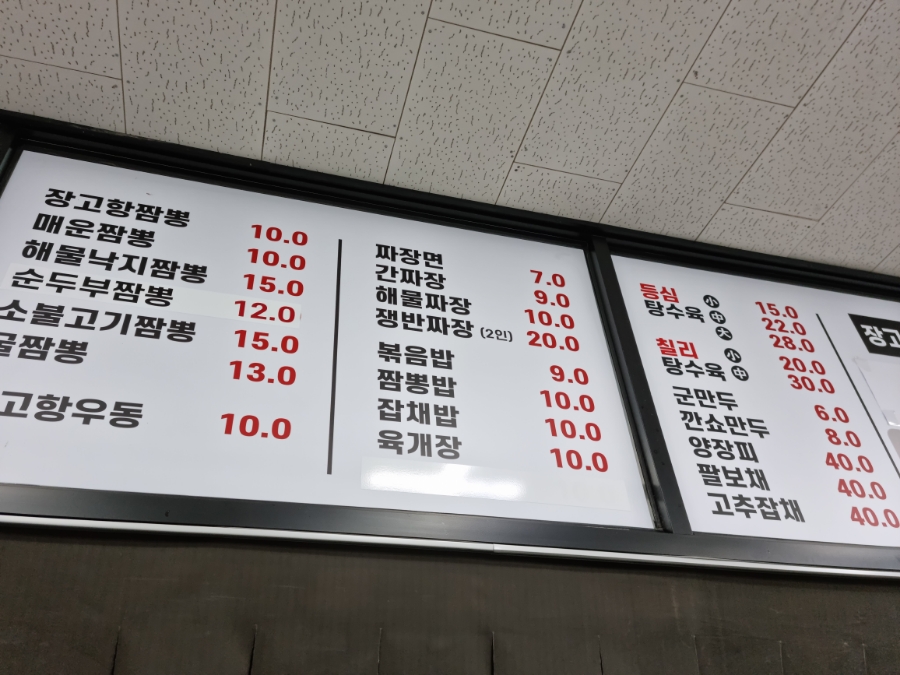 장고항짬뽕 10.0
매운짬뽕 10.0
해물낙지짬뽕 15.0
순두부짬뽕 12.0
소불고기짬뽕 15.0
굴짬뽕 13.0
고항우동 10.0
짜장면 7.0
간짜장 9.0
해물짜장 10.0
쟁반짜장 (2인) 20.0
볶음밥 9.0
짬뽕밥 10.0
잡채밥 10.0
육개장 10.0
등심 탕수육 小 15.0
中 22.0
大 28.0
칠리 탕수육 小 20.0
中 30.0
군만두 6.0
깐쇼만두 8.0
양장피 40.0
팔보채 40.0
고추잡채 40.0
장고